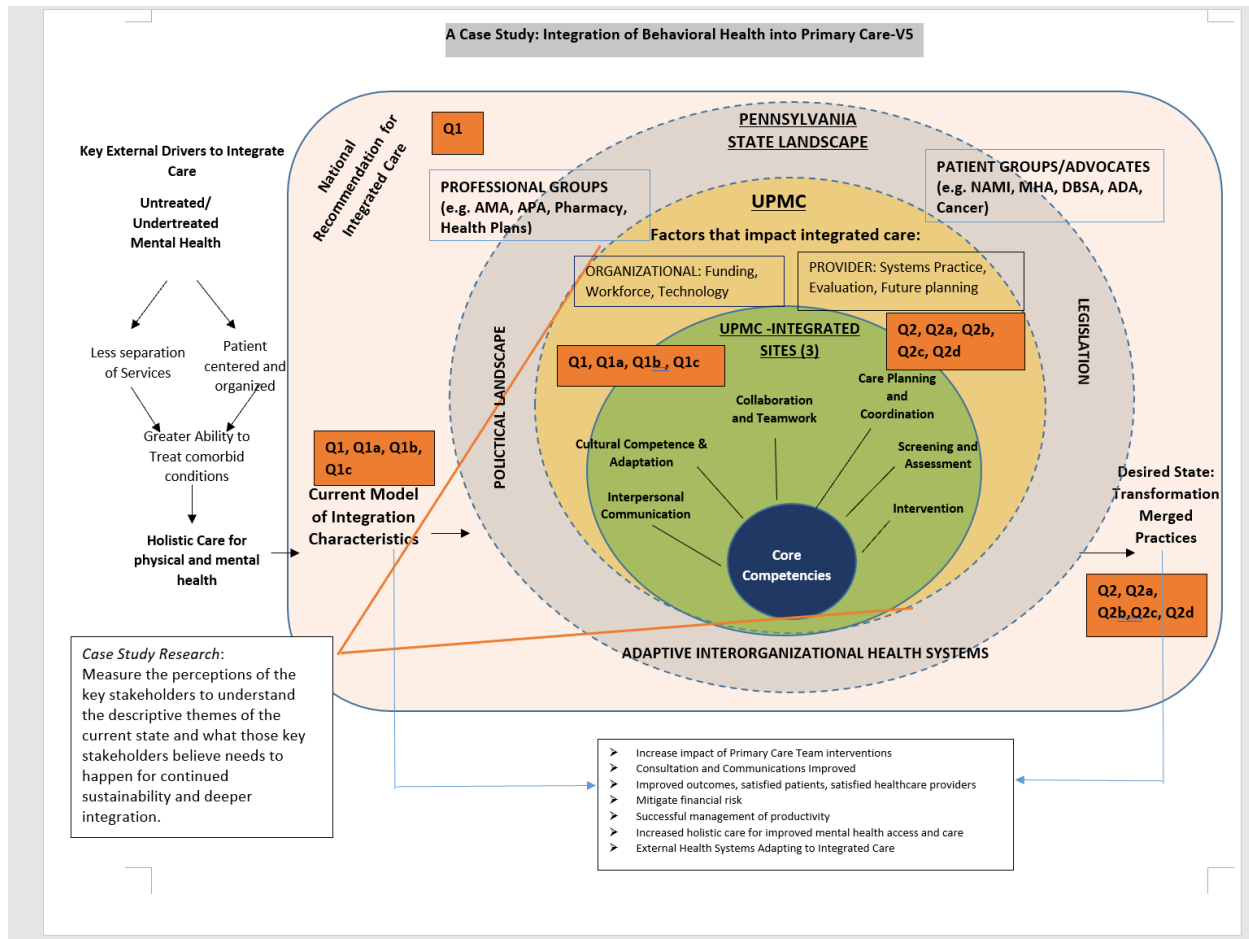 A Case Study: Integration of Behavioral Health into Primary Care-V5
Key External Drivers to Integrate
Care
Untreated/
Undertreated
Mental Health
Less separation
of Services
Patient
centered and
organized
Greater Ability to
Treat comorbid
conditions
Holistic Care for
physical and mental
health
National
Recommendation for
Integrated Care
Q1
PROFESSIONAL GROUPS
(e.g. AMA, APA, Pharmacy,
Health Plans)
PENNSYLVANIA
STATE LANDSCAPE
PATIENT GROUPS/ADVOCATES
(e.g. NAMI, MHA, DBSA, ADA,
Cancer)
UPMC
Factors that impact integrated care:
ORGANIZATIONAL: Funding,
Workforce, Technology
PROVIDER: Systems Practice,
Evaluation, Future planning
POLICTICAL LANDSCAPE
LEGISLATION
UPMC -INTEGRATED
SITES (3)
Q1, Q1a, Q1b , Q1c
Q2, Q2a, Q2b,
Q2c, Q2d
Collaboration
and Teamwork
Care Planning
and
Coordination
Cultural Competence &
Adaptation
Screening and
Assessment
Interpersonal
Communication
Intervention
Core
Competencies
Q1, Q1a, Q1b,
Q1c
Current Model
of Integration
Characteristics
Desired State:
Transformation
Merged
Practices
Q2, Q2a,
Q2b,Q2c, Q2d
ADAPTIVE INTERORGANIZATIONAL HEALTH SYSTEMS
Case Study Research:
Measure the perceptions of the
key stakeholders to understand
the descriptive themes of the
current state and what those key
stakeholders believe needs to
happen for continued
sustainability and deeper
integration.
➢ Increase impact of Primary Care Team interventions
➢ Consultation and Communications Improved
➢ Improved outcomes, satisfied patients, satisfied healthcare providers
➢ Mitigate financial risk
➢ Successful management of productivity
➢ Increased holistic care for improved mental health access and care
➢ External Health Systems Adapting to Integrated Care